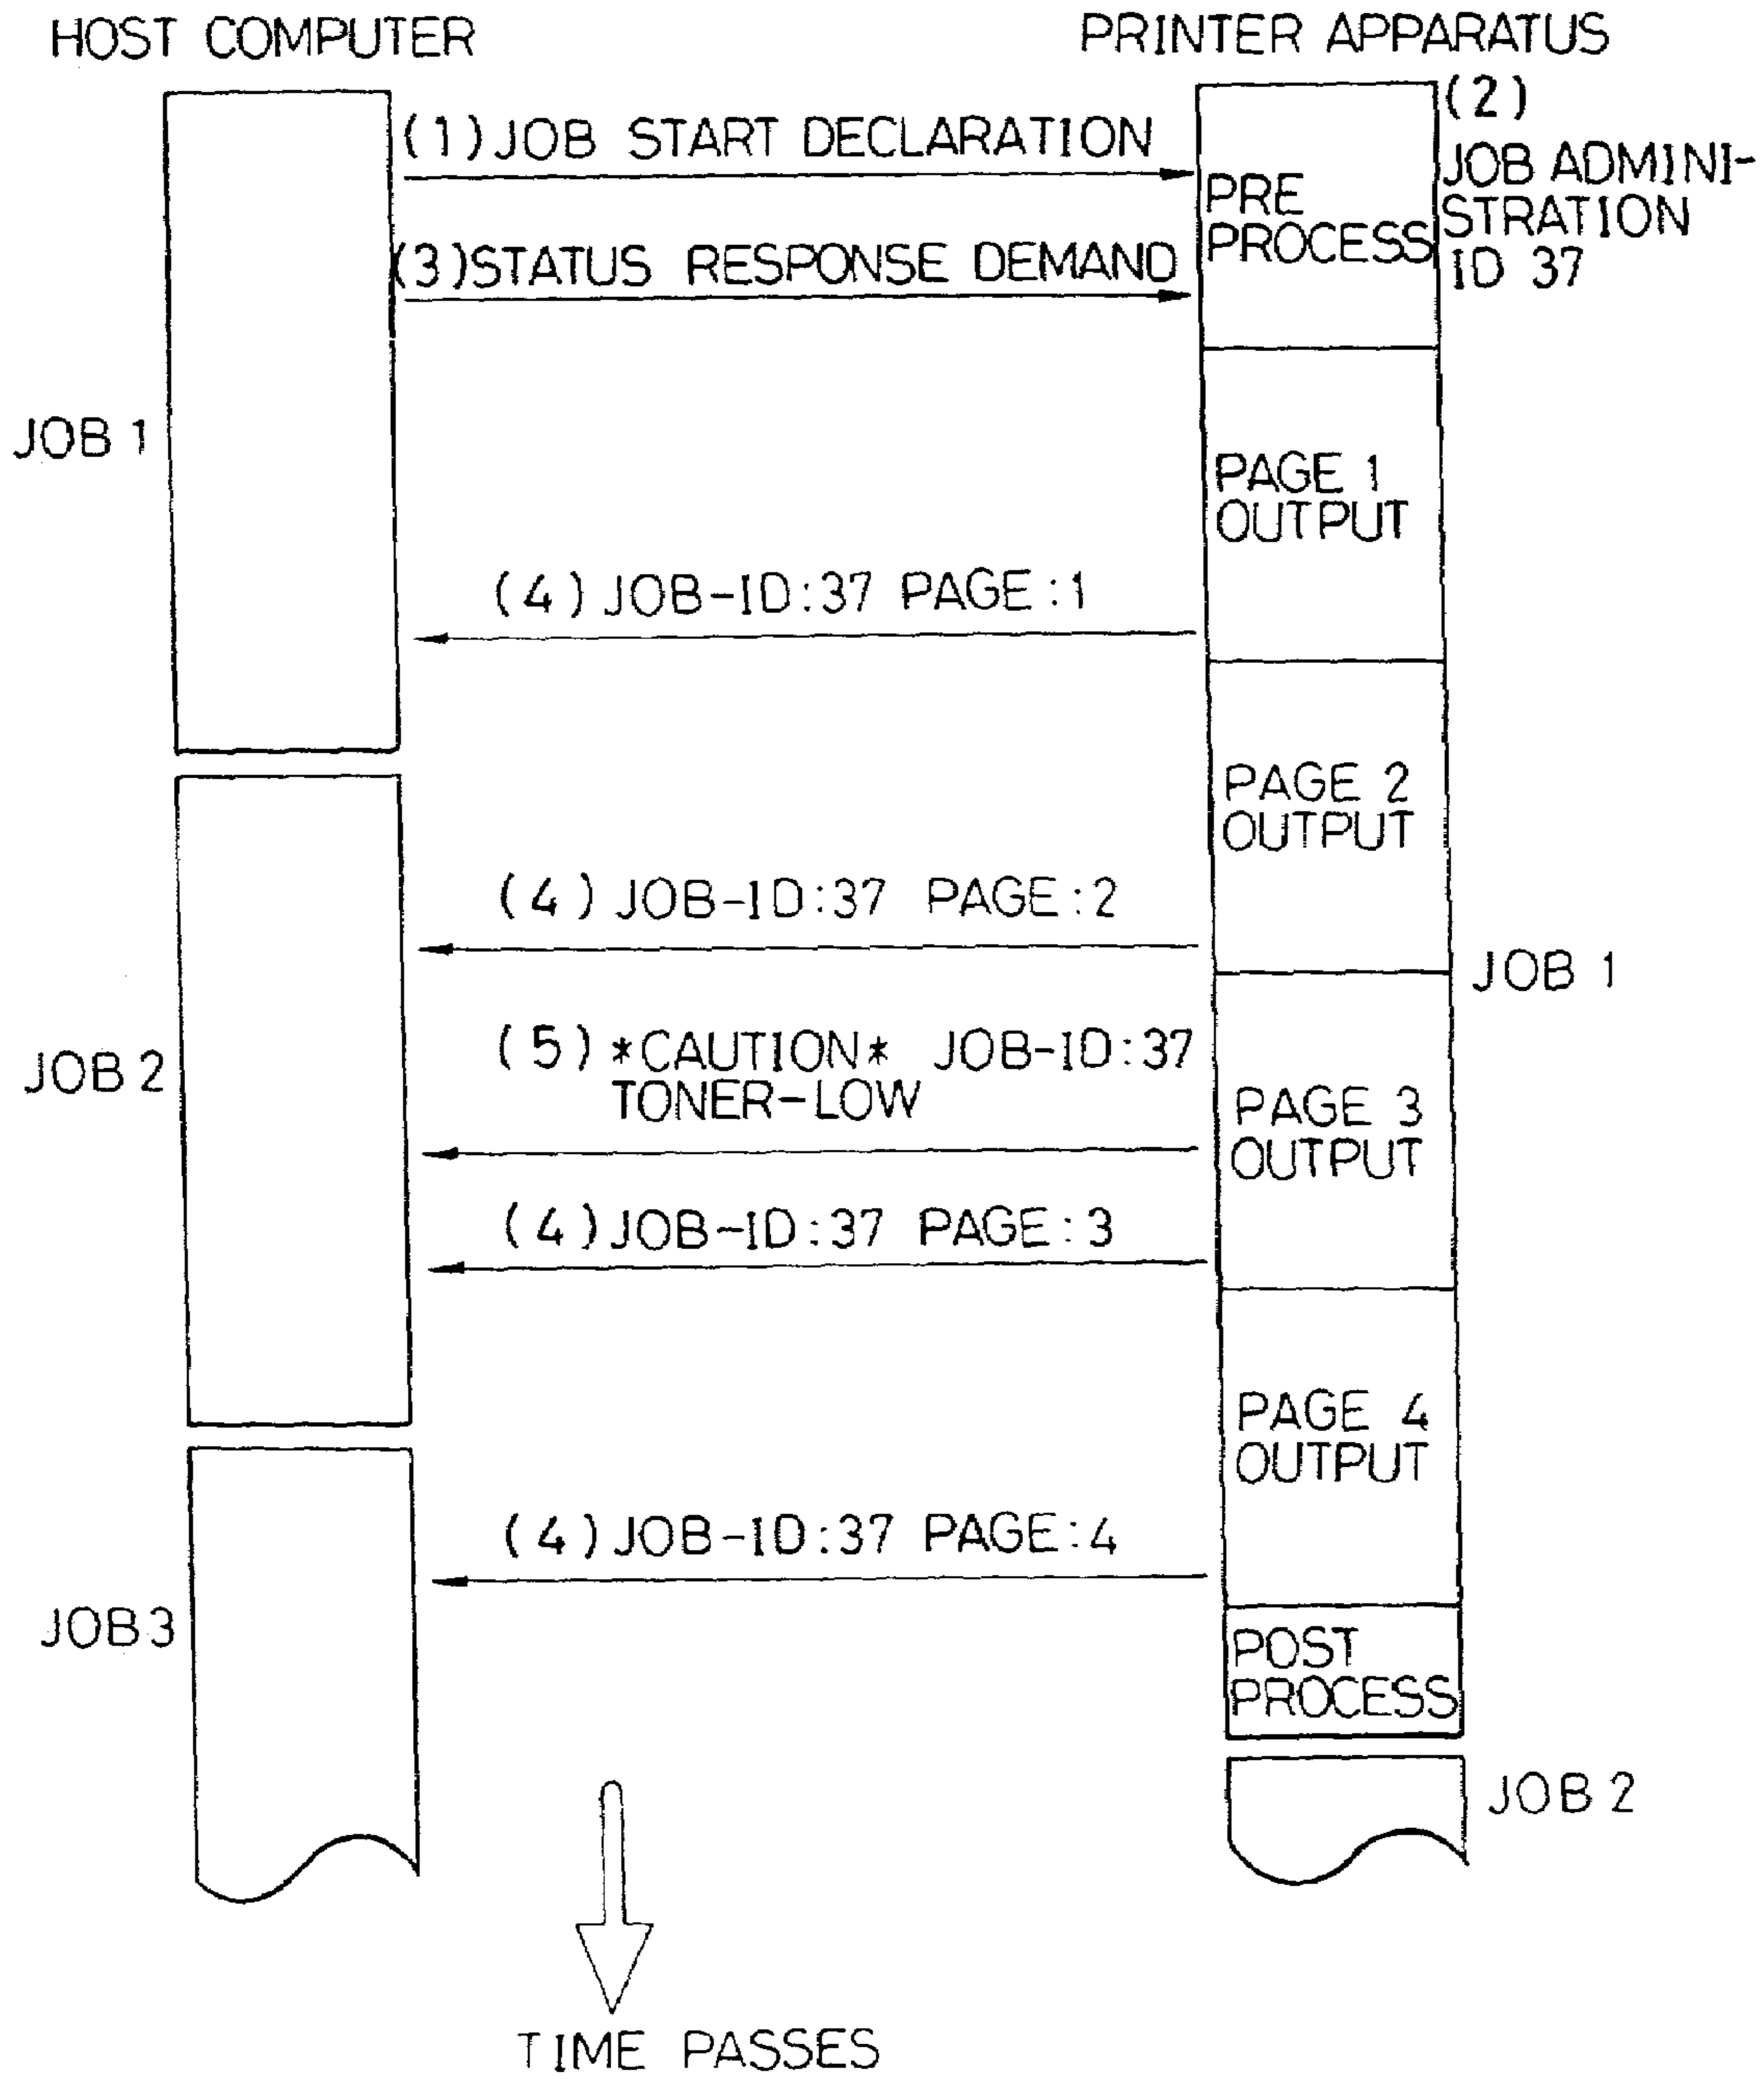 HOST COMPUTER
PRINTER APPARATUS
(1) JOB START DECLARATION
(2)
JOB ADMINI-
STRATION
ID 37
PRE
PROCESS
(3) STATUS RESPONSE DEMAND
JOB 1
PAGE 1
OUTPUT
(4) JOB-ID:37 PAGE:1
PAGE 2
OUTPUT
(4) JOB-ID:37 PAGE:2
JOB 1
JOB 2
(5) *CAUTION* JOB-ID:37
TONER-LOW
PAGE 3
OUTPUT
(4) JOB-ID:37 PAGE:3
PAGE 4
OUTPUT
(4) JOB-ID:37 PAGE:4
JOB 3
POST
PROCESS
JOB 2
TIME PASSES